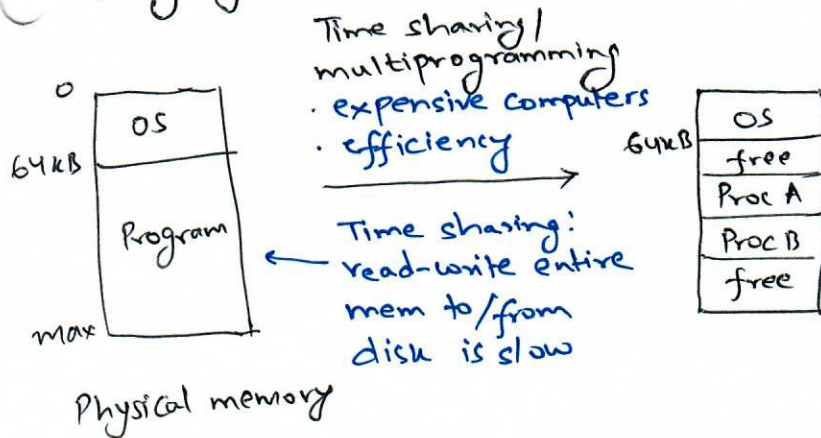 Time sharing/
multiprogramming
· expensive computers
· efficiency
0
OS
64KB
Program
max
Physical memory
Time sharing:
read-write entire
mem to/from
disk is slow
64KB
OS
free
Proc A
Proc B
free